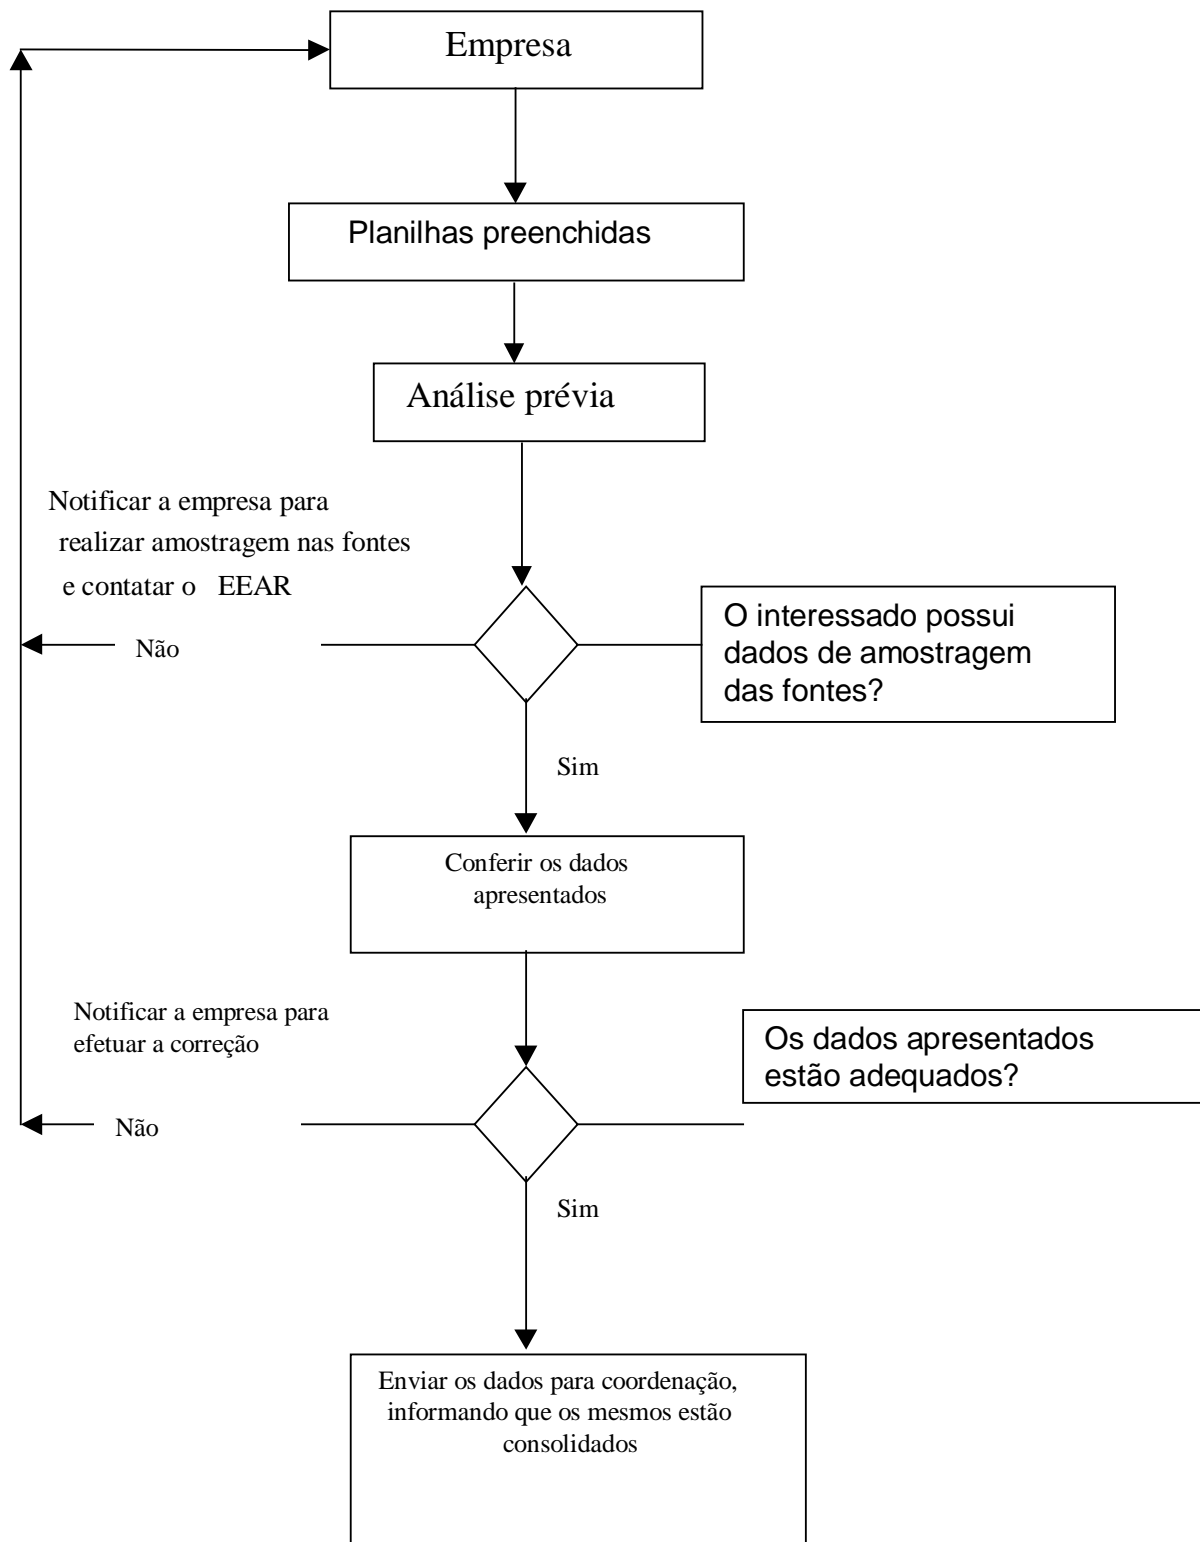 Empresa
Planilhas preenchidas
Análise prévia
Notificar a empresa para
realizar amostragem nas fontes
e contatar o EEAR
Não
O interessado possui
dados de amostragem
das fontes?
Sim
Conferir os dados
apresentados
Notificar a empresa para
efetuar a correção
Não
Os dados apresentados
estão adequados?
Sim
Enviar os dados para coordenação,
informando que os mesmos estão
consolidados